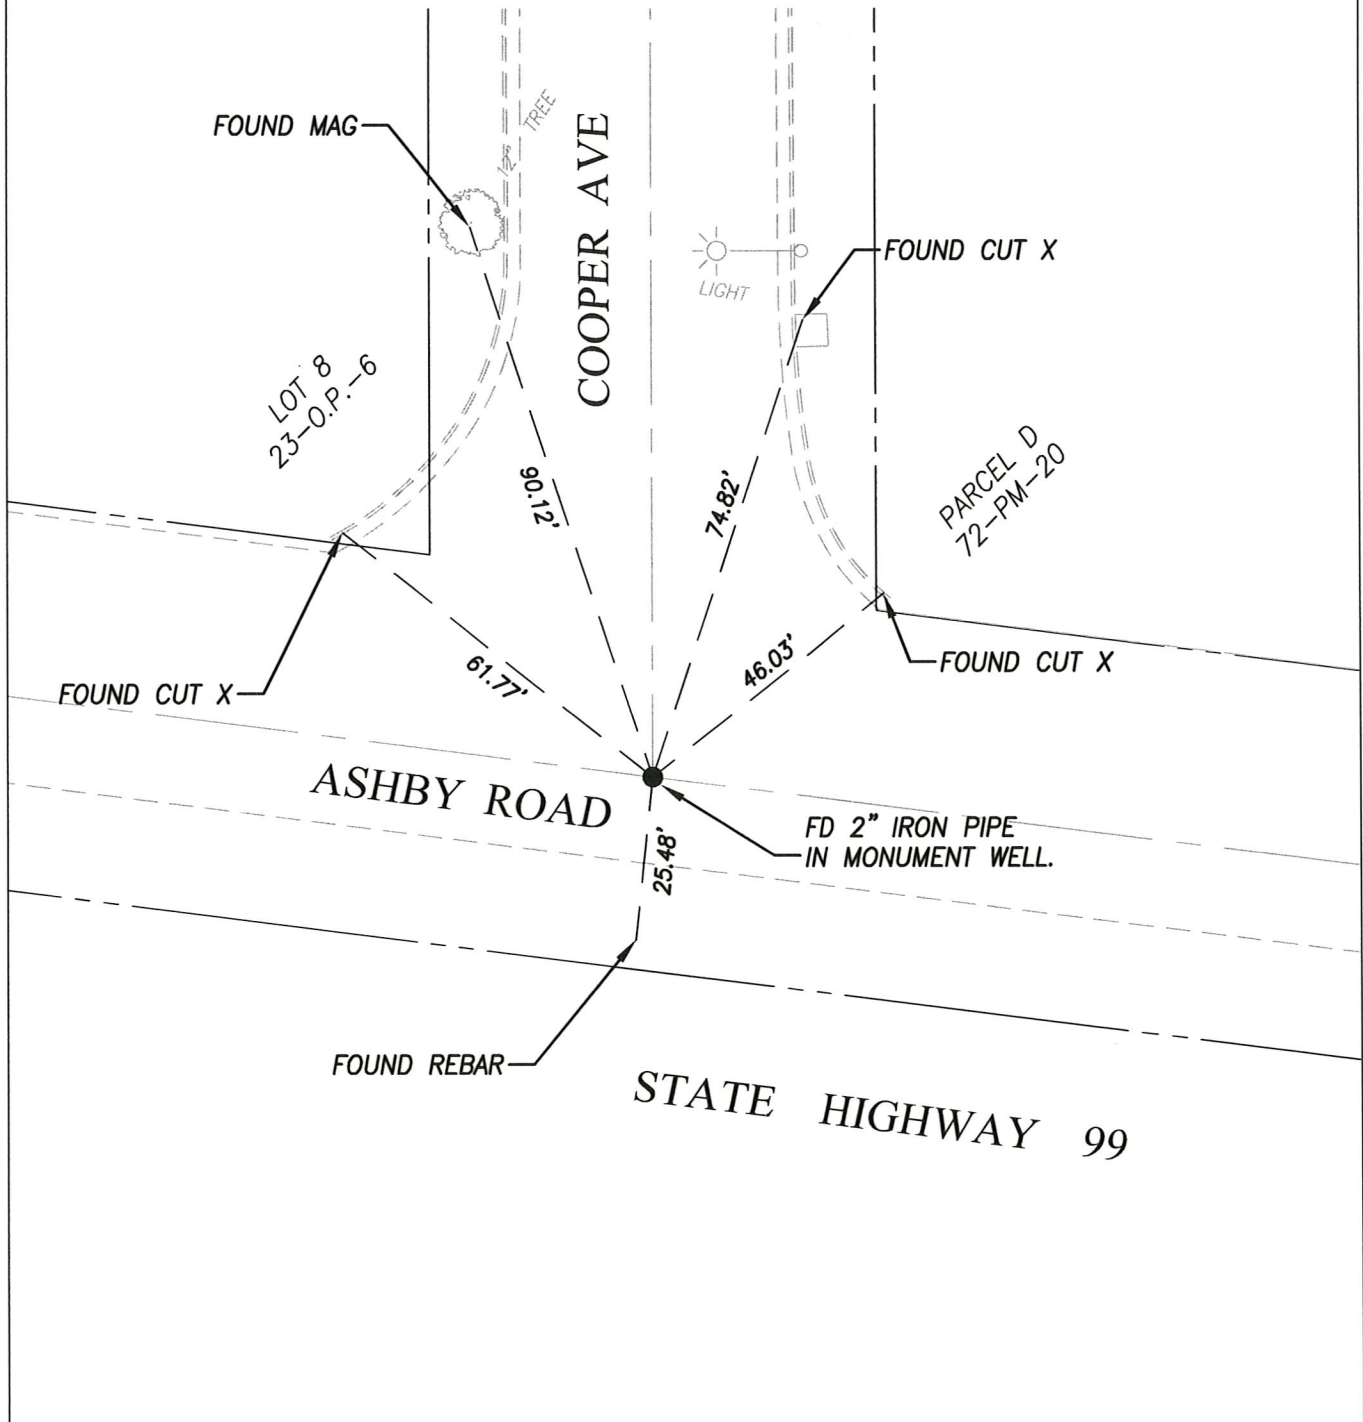 FOUND MAG
12" TREE
COOPER AVE
FOUND CUT X
LIGHT
LOT 8
23-O.P.-6
PARCEL D
72-PM-20
90.12'
74.82'
61.77'
46.03'
FOUND CUT X
FOUND CUT X
ASHBY ROAD
FD 2" IRON PIPE
IN MONUMENT WELL.
25.48'
FOUND REBAR
STATE HIGHWAY 99